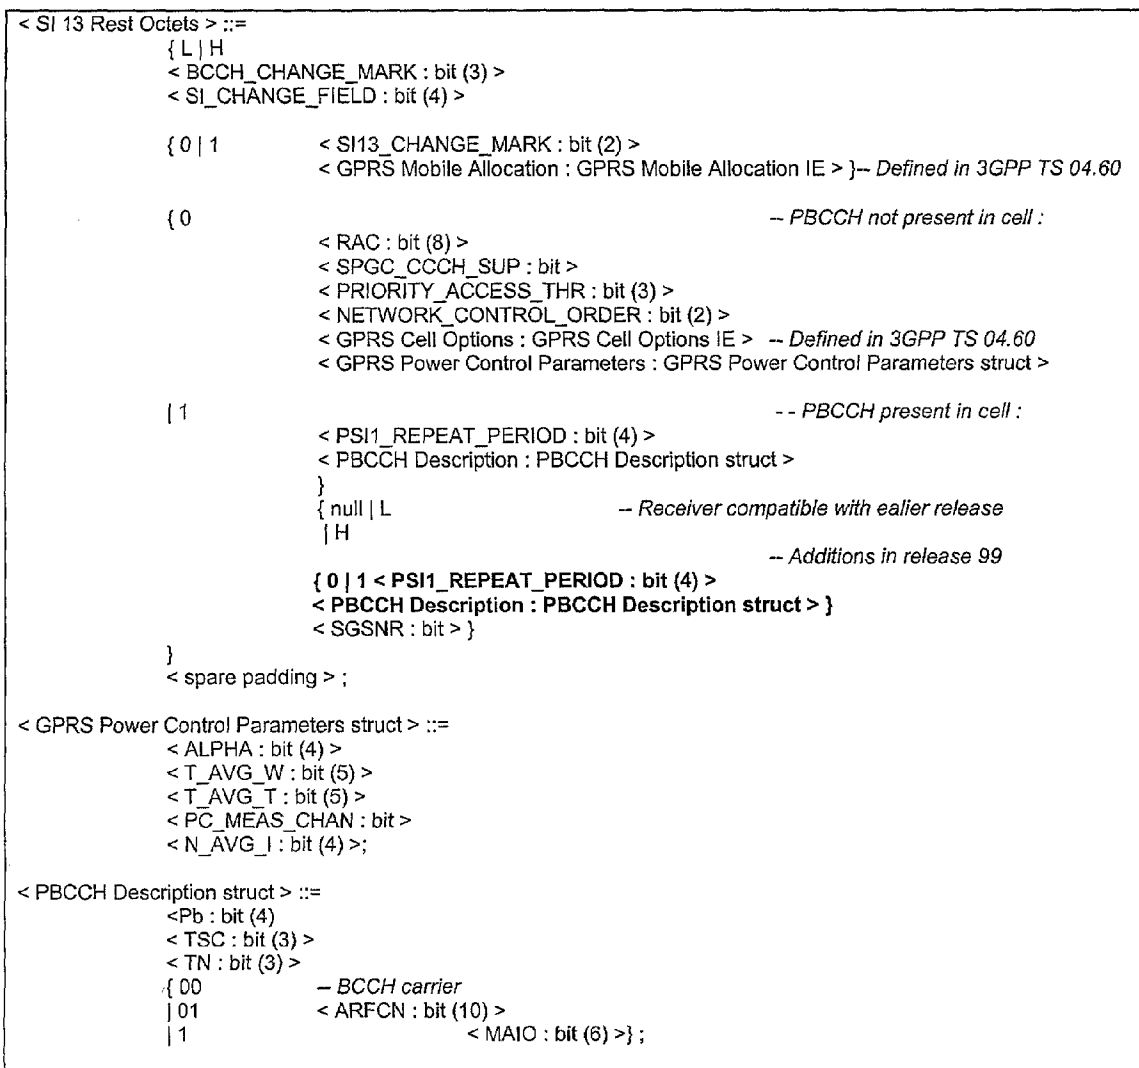 < SI 13 Rest Octets > ::=
{ L | H
< BCCH_CHANGE_MARK : bit (3) >
< SI_CHANGE_FIELD : bit (4) >
{ 0 | 1 < SI13_CHANGE_MARK : bit (2) >
< GPRS Mobile Allocation : GPRS Mobile Allocation IE > }-- Defined in 3GPP TS 04.60
{ 0 -- PBCCH not present in cell :
< RAC : bit (8) >
< SPGC_CCCH_SUP : bit >
< PRIORITY_ACCESS_THR : bit (3) >
< NETWORK_CONTROL_ORDER : bit (2) >
< GPRS Cell Options : GPRS Cell Options IE > -- Defined in 3GPP TS 04.60
< GPRS Power Control Parameters : GPRS Power Control Parameters struct >
| 1 - - PBCCH present in cell :
< PSI1_REPEAT_PERIOD : bit (4) >
< PBCCH Description : PBCCH Description struct >
}
{ null | L -- Receiver compatible with ealier release
| H
-- Additions in release 99
{ 0 | 1 < PSI1_REPEAT_PERIOD : bit (4) >
< PBCCH Description : PBCCH Description struct > }
< SGSNR : bit > }
}
< spare padding > ;
< GPRS Power Control Parameters struct > ::=
< ALPHA : bit (4) >
< T_AVG_W : bit (5) >
< T_AVG_T : bit (5) >
< PC_MEAS_CHAN : bit >
< N_AVG_I : bit (4) >;
< PBCCH Description struct > ::=
<Pb : bit (4)
< TSC : bit (3) >
< TN : bit (3) >
{ 00 -- BCCH carrier
| 01 < ARFCN : bit (10) >
| 1 < MAIO : bit (6) >} ;